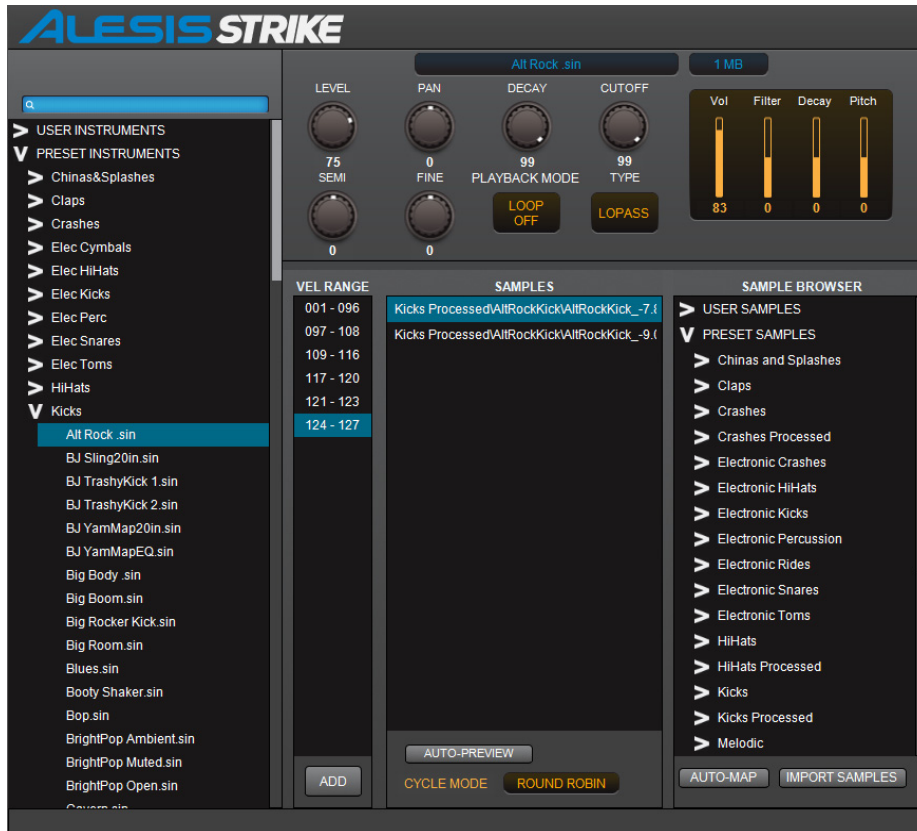 ALESIS STRIKE
Alt Rock .sin
1 MB
LEVEL PAN DECAY CUTOFF
75 0 99 99
SEMI FINE PLAYBACK MODE TYPE
LOOP OFF
LOPASS
0 0
Vol Filter Decay Pitch
83 0 0 0
> USER INSTRUMENTS
V PRESET INSTRUMENTS
> Chinas&Splashes
> Claps
> Crashes
> Elec Cymbals
> Elec HiHats
> Elec Kicks
> Elec Perc
> Elec Snares
> Elec Toms
> HiHats
V Kicks
Alt Rock .sin
BJ Sling20in.sin
BJ TrashyKick 1.sin
BJ TrashyKick 2.sin
BJ YamMap20in.sin
BJ YamMapEQ.sin
Big Body .sin
Big Boom.sin
Big Rocker Kick.sin
Big Room.sin
Blues.sin
Booty Shaker.sin
Bop.sin
BrightPop Ambient.sin
BrightPop Muted.sin
BrightPop Open.sin
VEL RANGE
001 - 096
097 - 108
109 - 116
117 - 120
121 - 123
124 - 127
ADD
SAMPLES
Kicks Processed\AltRockKick\AltRockKick_-7.
Kicks Processed\AltRockKick\AltRockKick_-9.
AUTO-PREVIEW
CYCLE MODE ROUND ROBIN
SAMPLE BROWSER
> USER SAMPLES
V PRESET SAMPLES
> Chinas and Splashes
> Claps
> Crashes
> Crashes Processed
> Electronic Crashes
> Electronic HiHats
> Electronic Kicks
> Electronic Percussion
> Electronic Rides
> Electronic Snares
> Electronic Toms
> HiHats
> HiHats Processed
> Kicks
> Kicks Processed
> Melodic
AUTO-MAP IMPORT SAMPLES